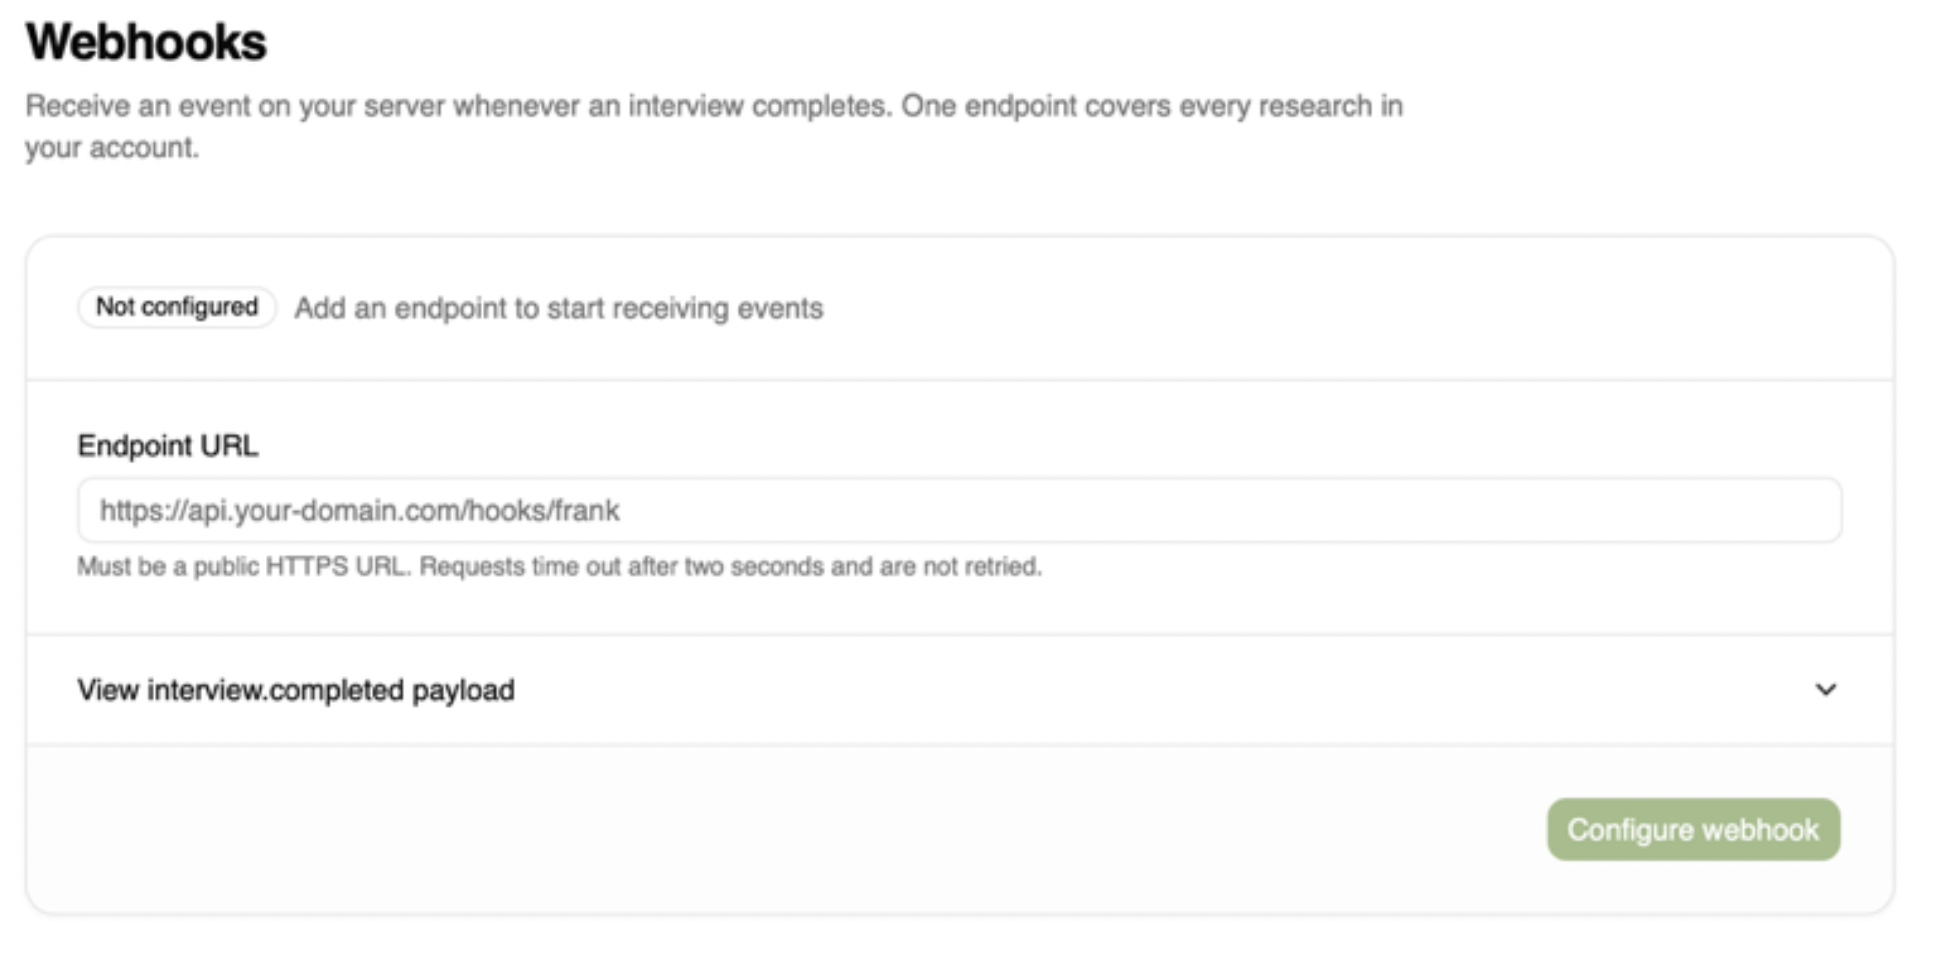 Webhooks
Receive an event on your server whenever an interview completes. One endpoint covers every research in
your account.
Not configured Add an endpoint to start receiving events
Endpoint URL
https://api.your-domain.com/hooks/frank
Must be a public HTTPS URL. Requests time out after two seconds and are not retried.
View interview.completed payload
Configure webhook